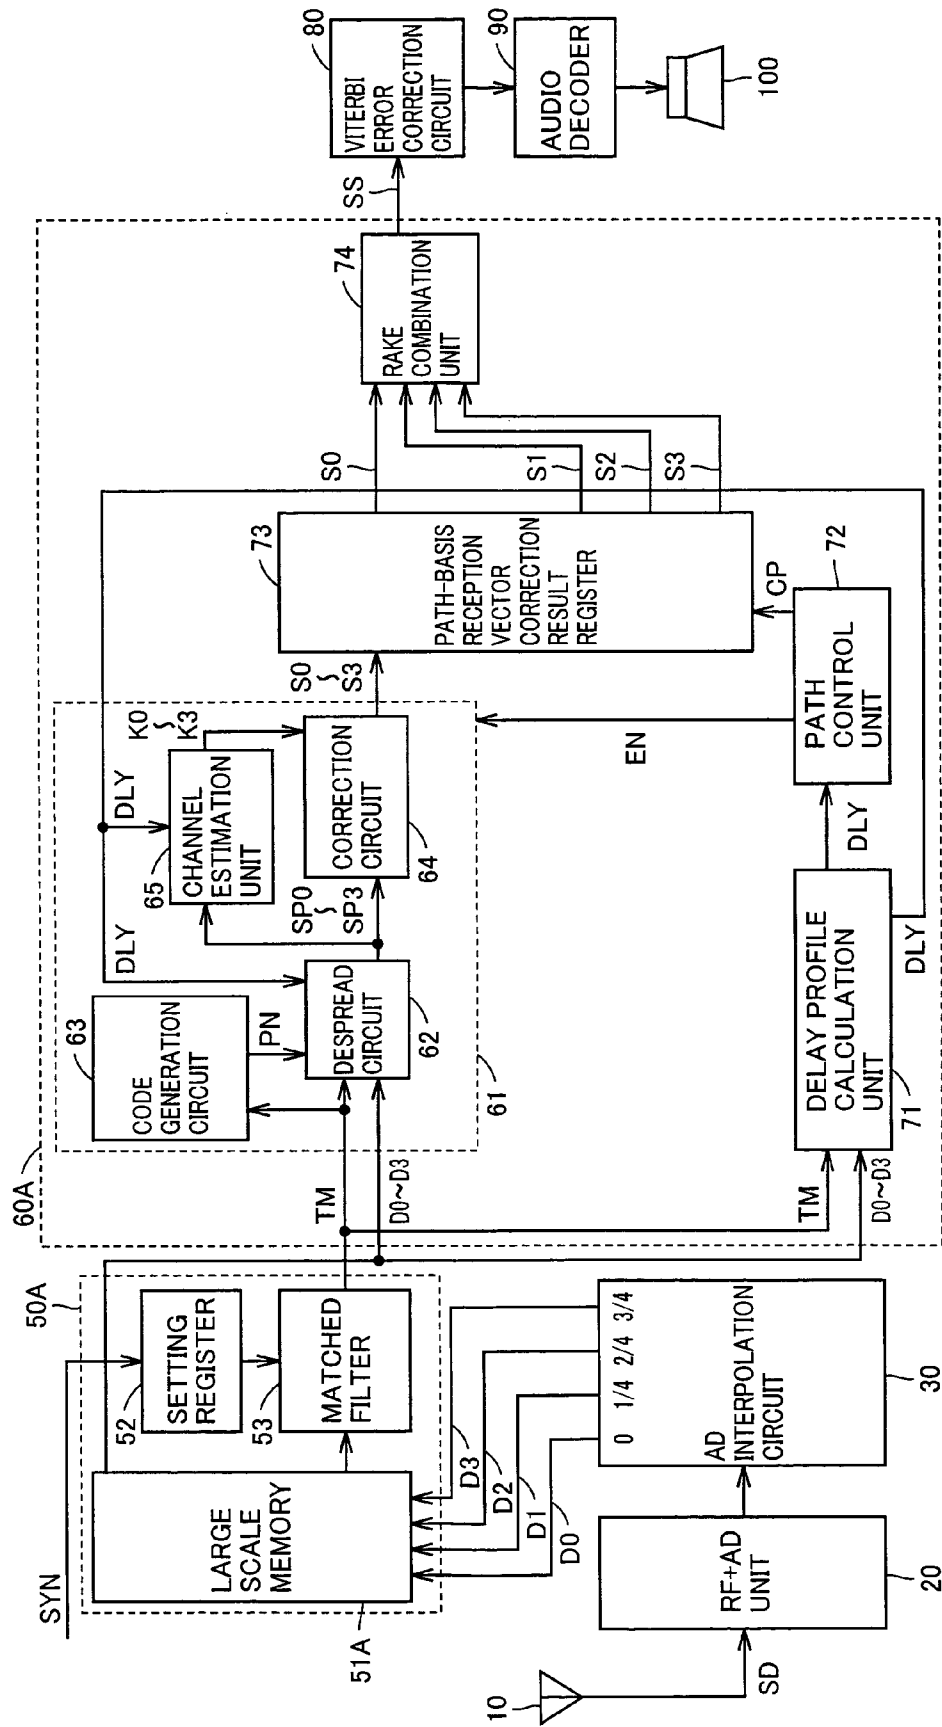 SYN
50A
LARGE
SCALE
MEMORY
51A
52
SETTING
REGISTER
53
MATCHED
FILTER
D3
D2
D1
D0
0 1/4 2/4 3/4
AD
INTERPOLATION
CIRCUIT
30
RF+AD
UNIT
20
SD
10
60A
TM
D0~D3
63
CODE
GENERATION
CIRCUIT
PN
DESPREAD
CIRCUIT
62
61
DLY
DLY
65
CHANNEL
ESTIMATION
UNIT
K0
~
K3
SP0
~
SP3
CORRECTION
CIRCUIT
64
S0
~
S3
TM
D0~D3
DELAY PROFILE
CALCULATION
UNIT
71
DLY
DLY
PATH
CONTROL
UNIT
72
EN
CP
73
PATH-BASIS
RECEPTION
VECTOR
CORRECTION
RESULT
REGISTER
S0
S1
S2
S3
74
RAKE
COMBINATION
UNIT
SS
80
VITERBI
ERROR
CORRECTION
CIRCUIT
90
AUDIO
DECODER
100